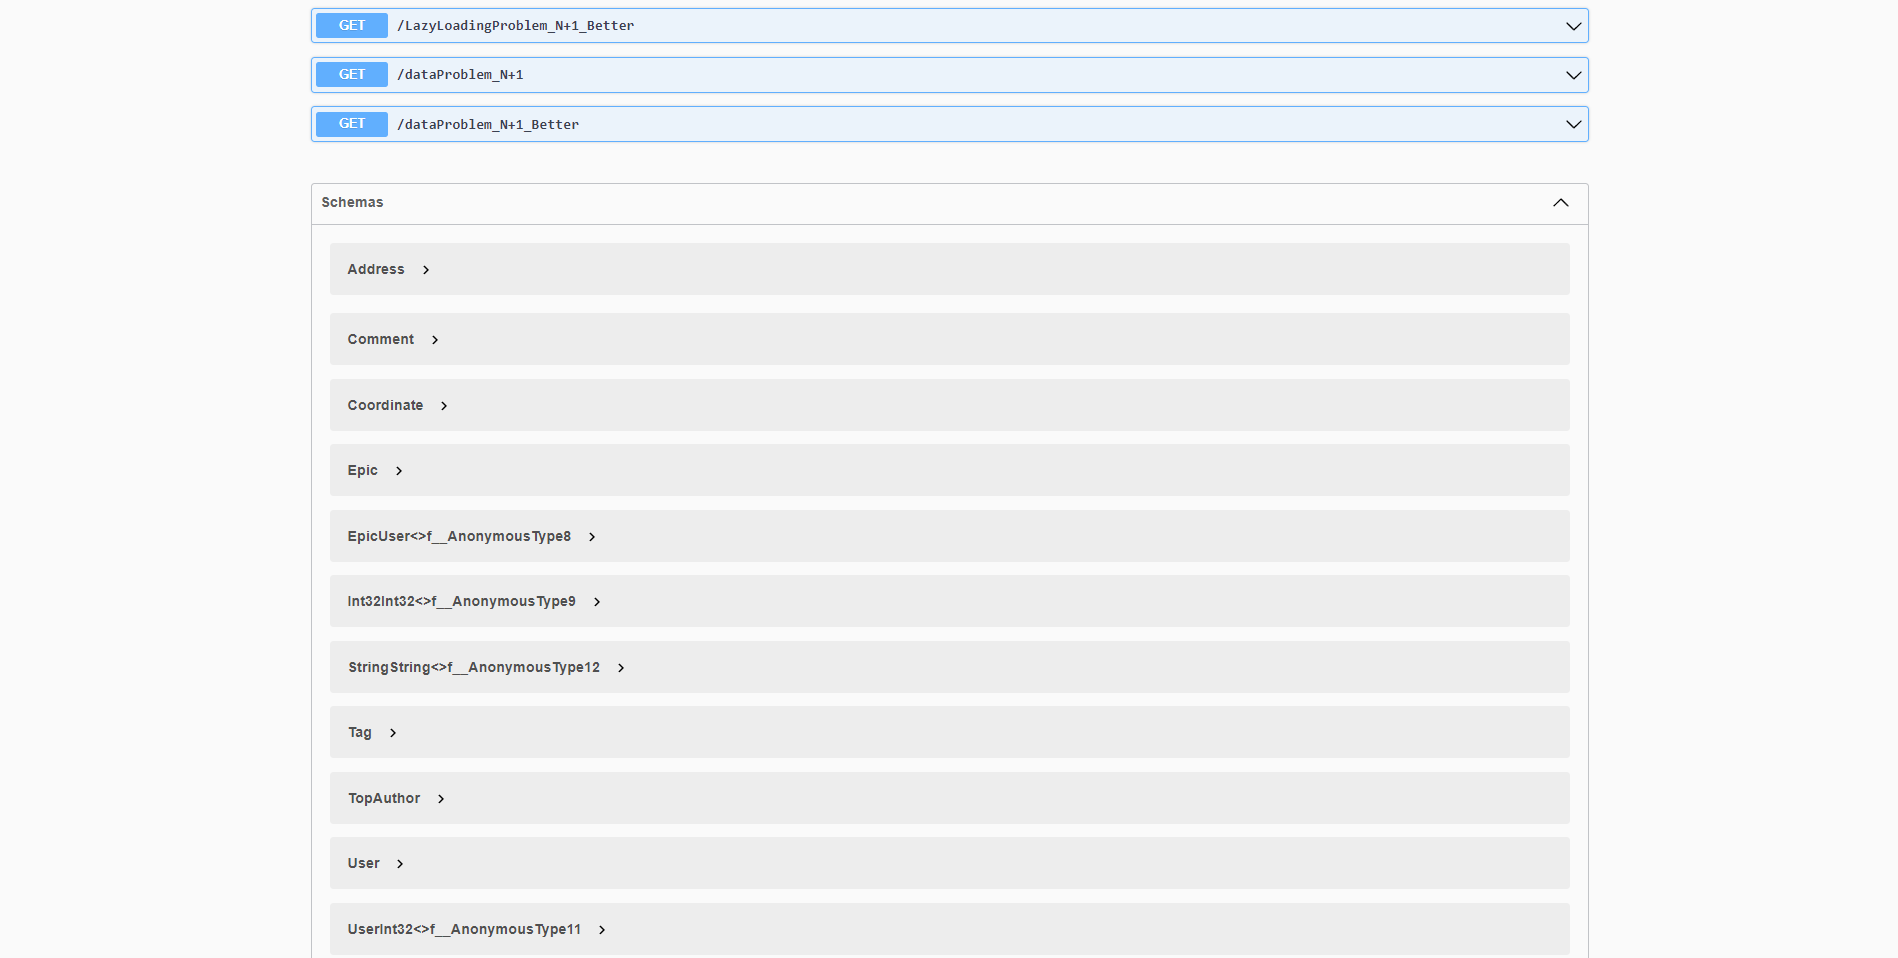 GET /LazyLoadingProblem_N+1_Better
GET /dataProblem_N+1
GET /dataProblem_N+1_Better
Schemas
Address
Comment
Coordinate
Epic
EpicUser<>f__AnonymousType8
Int32Int32<>f__AnonymousType9
StringString<>f__AnonymousType12
Tag
TopAuthor
User
UserInt32<>f__AnonymousType11